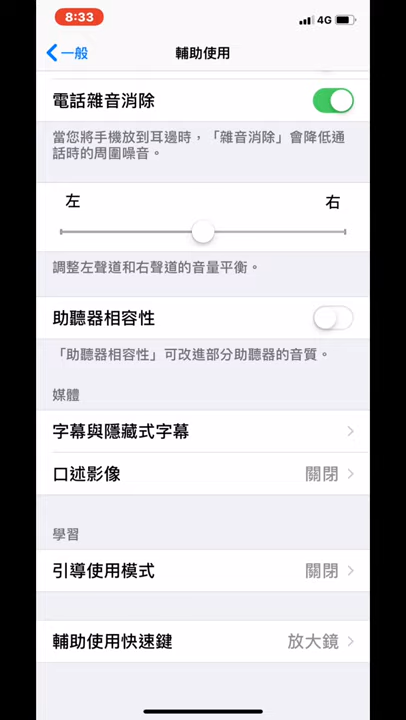 8:33
4G
一般
輔助使用
電話雜音消除
當您將手機放到耳邊時，「雜音消除」會降低通
話時的周圍噪音。
左 右
調整左聲道和右聲道的音量平衡。
助聽器相容性
「助聽器相容性」可改進部分助聽器的音質。
媒體
字幕與隱藏式字幕
口述影像 關閉
學習
引導使用模式 關閉
輔助使用快速鍵 放大鏡